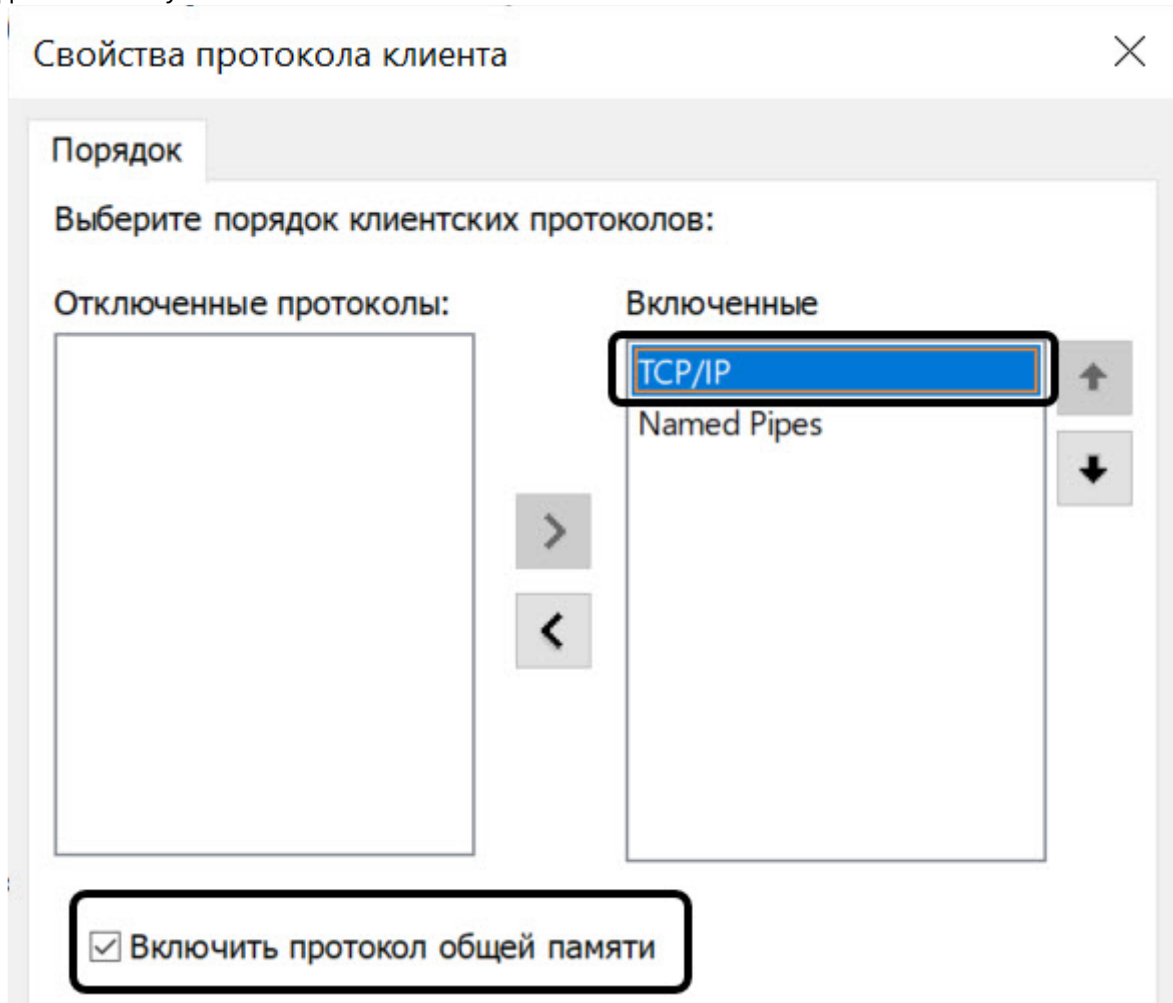 Свойства протокола клиента
Порядок
Выберите порядок клиентских протоколов:
Отключенные протоколы:
Включенные
TCP/IP
Named Pipes
Включить протокол общей памяти